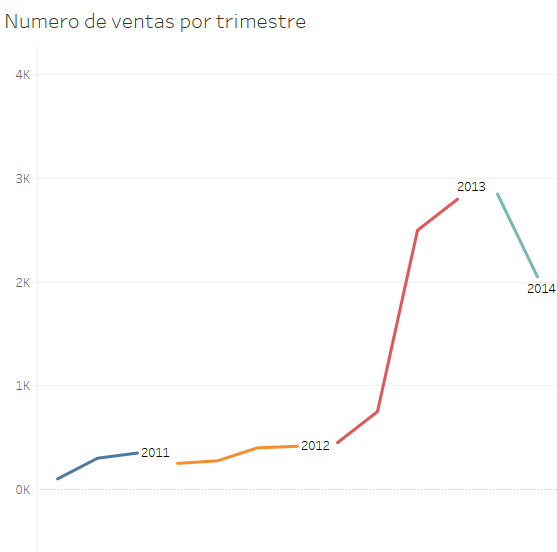 Numero de ventas por trimestre
4K
3K
2013
2K
2014
1K
2011
2012
0K